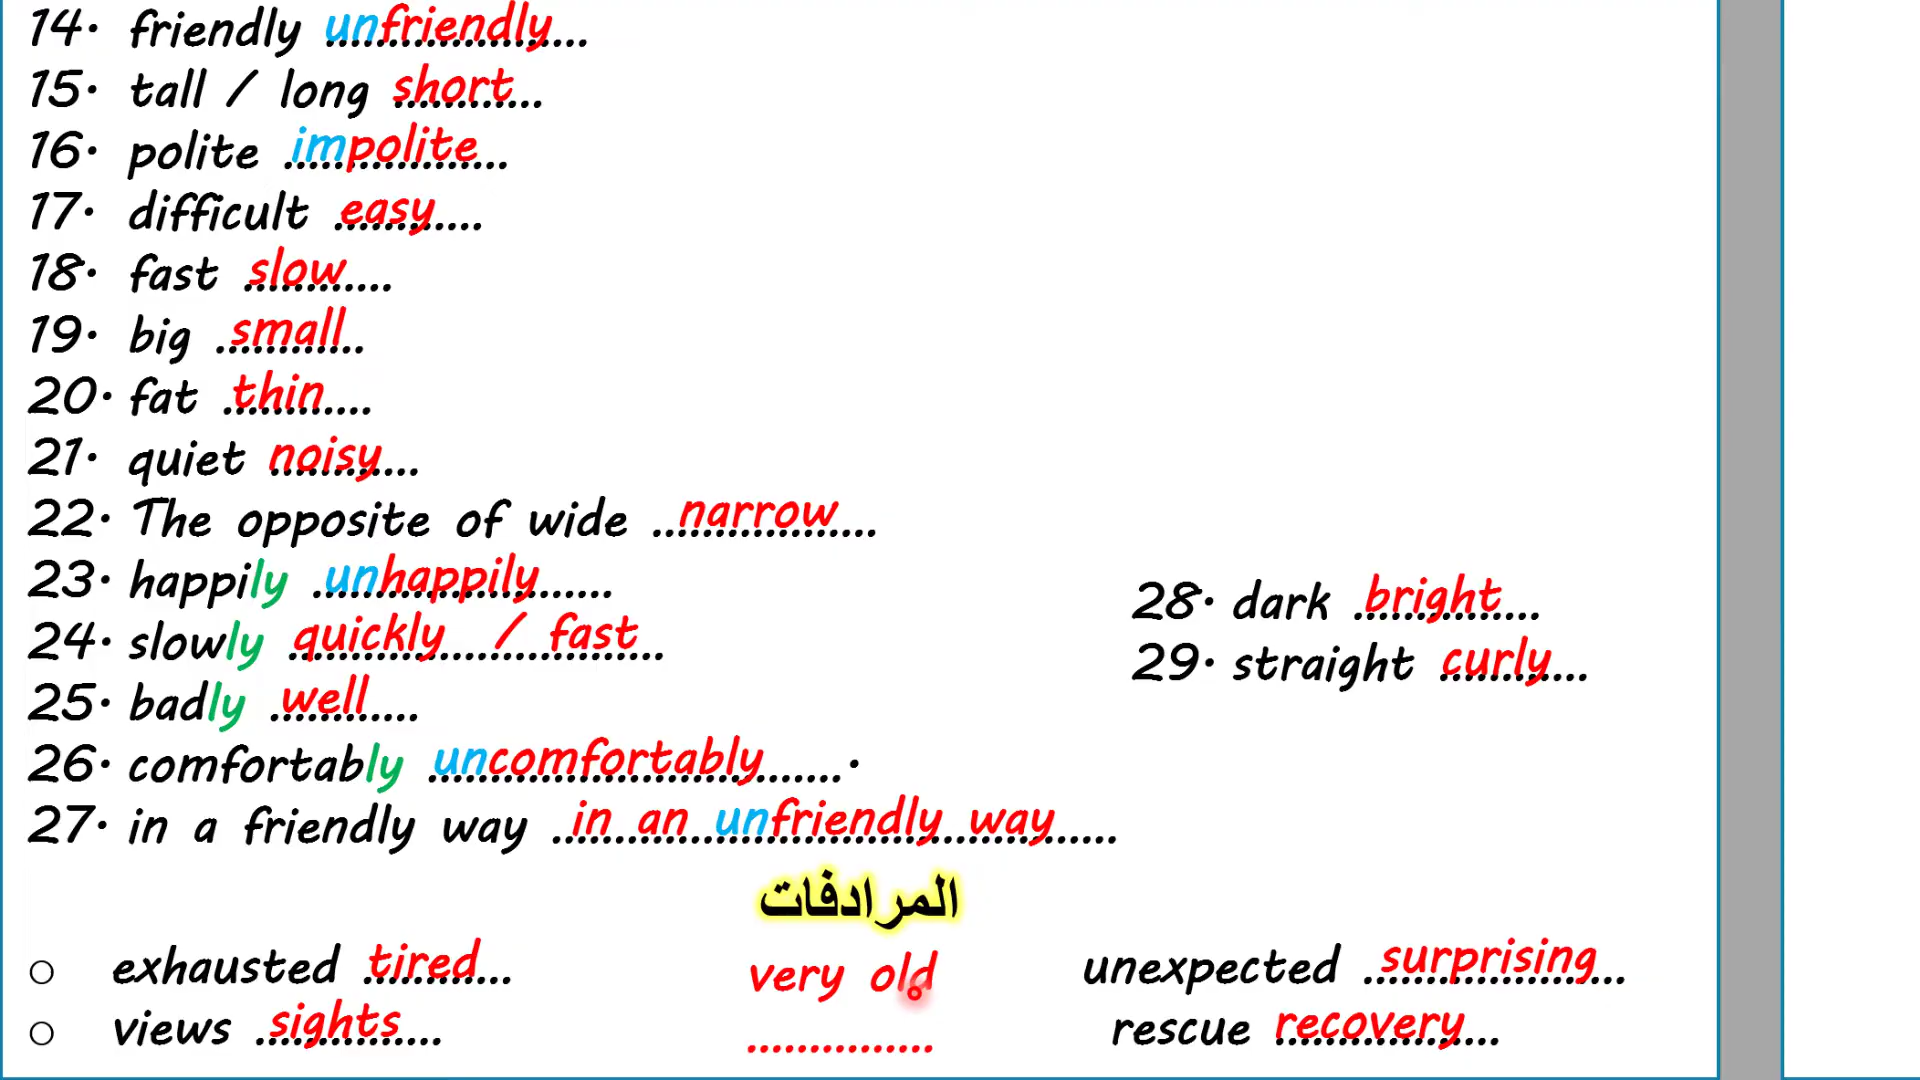 14. friendly unfriendly...
15. tall / long short...
16. polite impolite...
17. difficult easy....
18. fast slow....
19. big small..
20. fat thin....
21. quiet noisy...
22. The opposite of wide narrow...
23. happily unhappily......
24. slowly quickly / fast..
25. badly well....
26. comfortably uncomfortably.......
27. in a friendly way in an unfriendly way.....
28. dark bright...
29. straight curly...
المرادفات
exhausted tired... very old unexpected surprising...
views sights.... ............... rescue recovery...